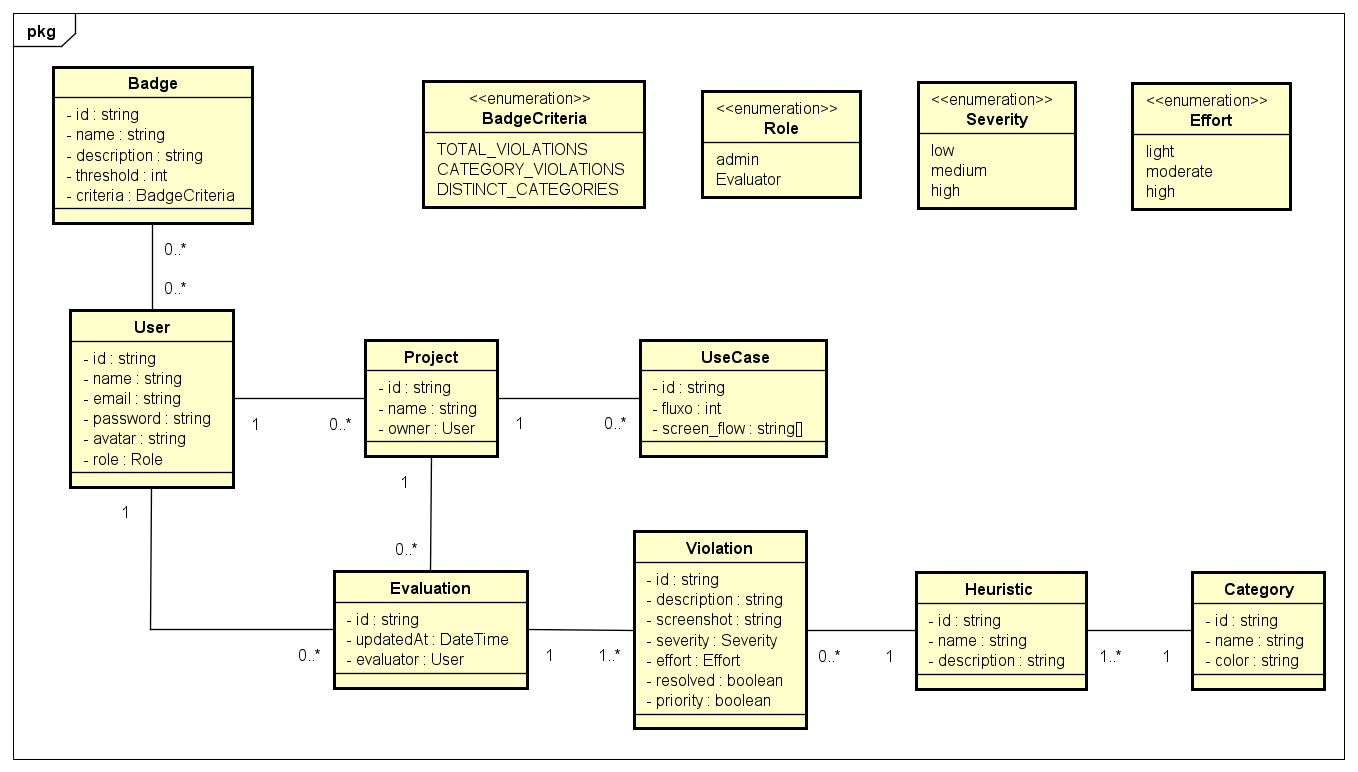 pkg
Badge
- id : string
- name : string
- description : string
- threshold : int
- criteria : BadgeCriteria
<<enumeration>>
BadgeCriteria
TOTAL_VIOLATIONS
CATEGORY_VIOLATIONS
DISTINCT_CATEGORIES
<<enumeration>>
Role
admin
Evaluator
<<enumeration>>
Severity
low
medium
high
<<enumeration>>
Effort
light
moderate
high
0..*
0..*
User
- id : string
- name : string
- email : string
- password : string
- avatar : string
- role : Role
1
0..*
Project
- id : string
- name : string
- owner : User
1
0..*
UseCase
- id : string
- fluxo : int
- screen_flow : string[]
1
1
0..*
0..*
Evaluation
- id : string
- updatedAt : DateTime
- evaluator : User
1
1..*
Violation
- id : string
- description : string
- screenshot : string
- severity : Severity
- effort : Effort
- resolved : boolean
- priority : boolean
0..*
1
Heuristic
- id : string
- name : string
- description : string
1..*
1
Category
- id : string
- name : string
- color : string